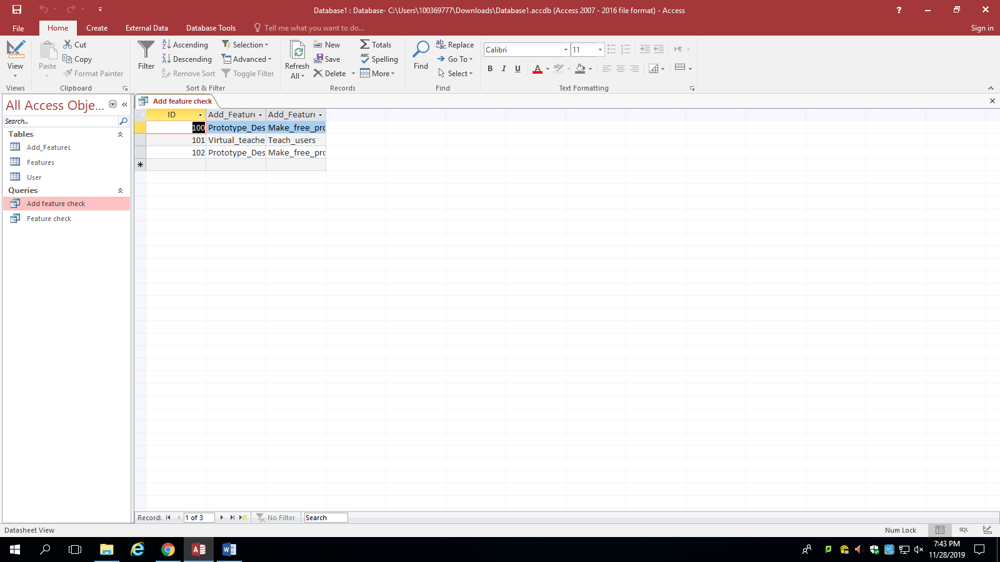 Database1 : Database- C:\Users\100369777\Downloads\Database1.accdb (Access 2007 - 2016 file format) - Access
?
File Home Create External Data Database Tools Tell me what you want to do...
Sign in
View
Views
Paste
Cut
Copy
Format Painter
Clipboard
Filter
Ascending
Descending
Remove Sort
Selection
Advanced
Toggle Filter
Sort & Filter
Refresh
All
New
Save
Delete
Totals
Spelling
More
Records
Find
Replace
Go To
Select
Find
Calibri 11
B I U
Text Formatting
All Access Obje...
Search...
Tables
Add_Features
Features
User
Queries
Add feature check
Feature check
Add feature check
ID Add_Feature Add_Feature
100 Prototype_Des Make_free_pro
101 Virtual_teache Teach_users
102 Prototype_Des Make_free_pro
Record: 1 of 3 No Filter Search
Datasheet View
Num Lock SQL
7:43 PM
11/28/2019